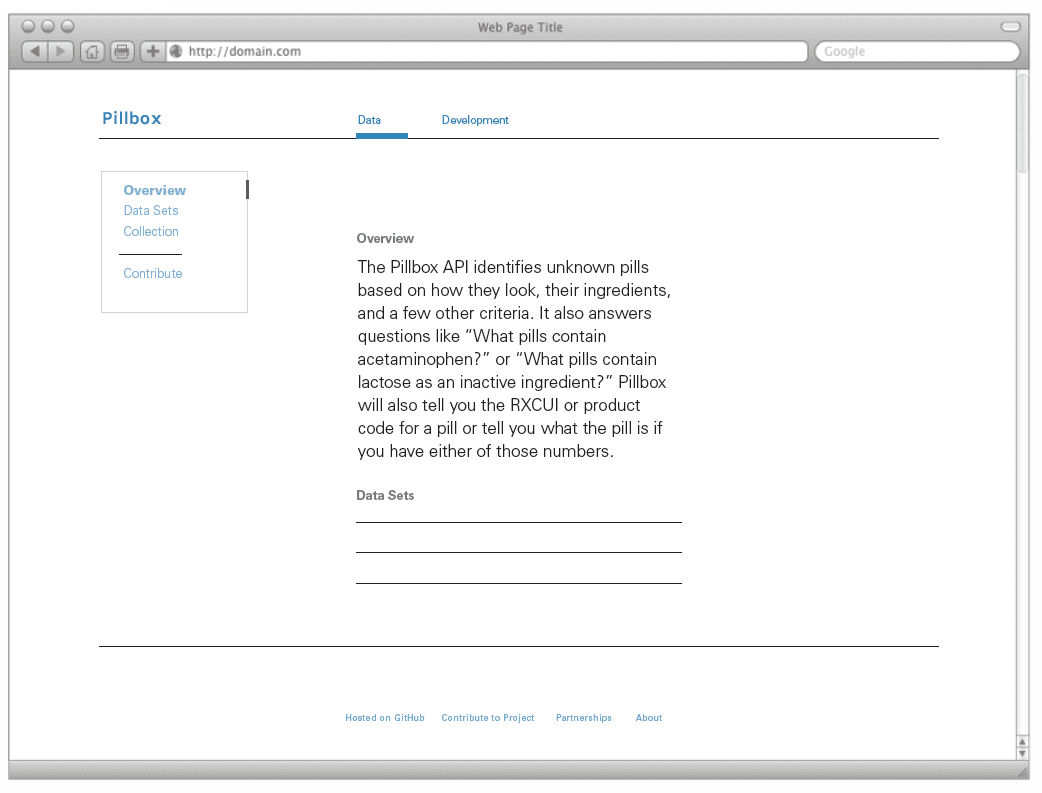 Web Page Title
http://domain.com
Google
Pillbox
Data
Development
Overview
Data Sets
Collection
Contribute
Overview
The Pillbox API identifies unknown pills
based on how they look, their ingredients,
and a few other criteria. It also answers
questions like “What pills contain
acetaminophen?” or “What pills contain
lactose as an inactive ingredient?” Pillbox
will also tell you the RXCUI or product
code for a pill or tell you what the pill is if
you have either of those numbers.
Data Sets
Hosted on GitHub Contribute to Project Partnerships About